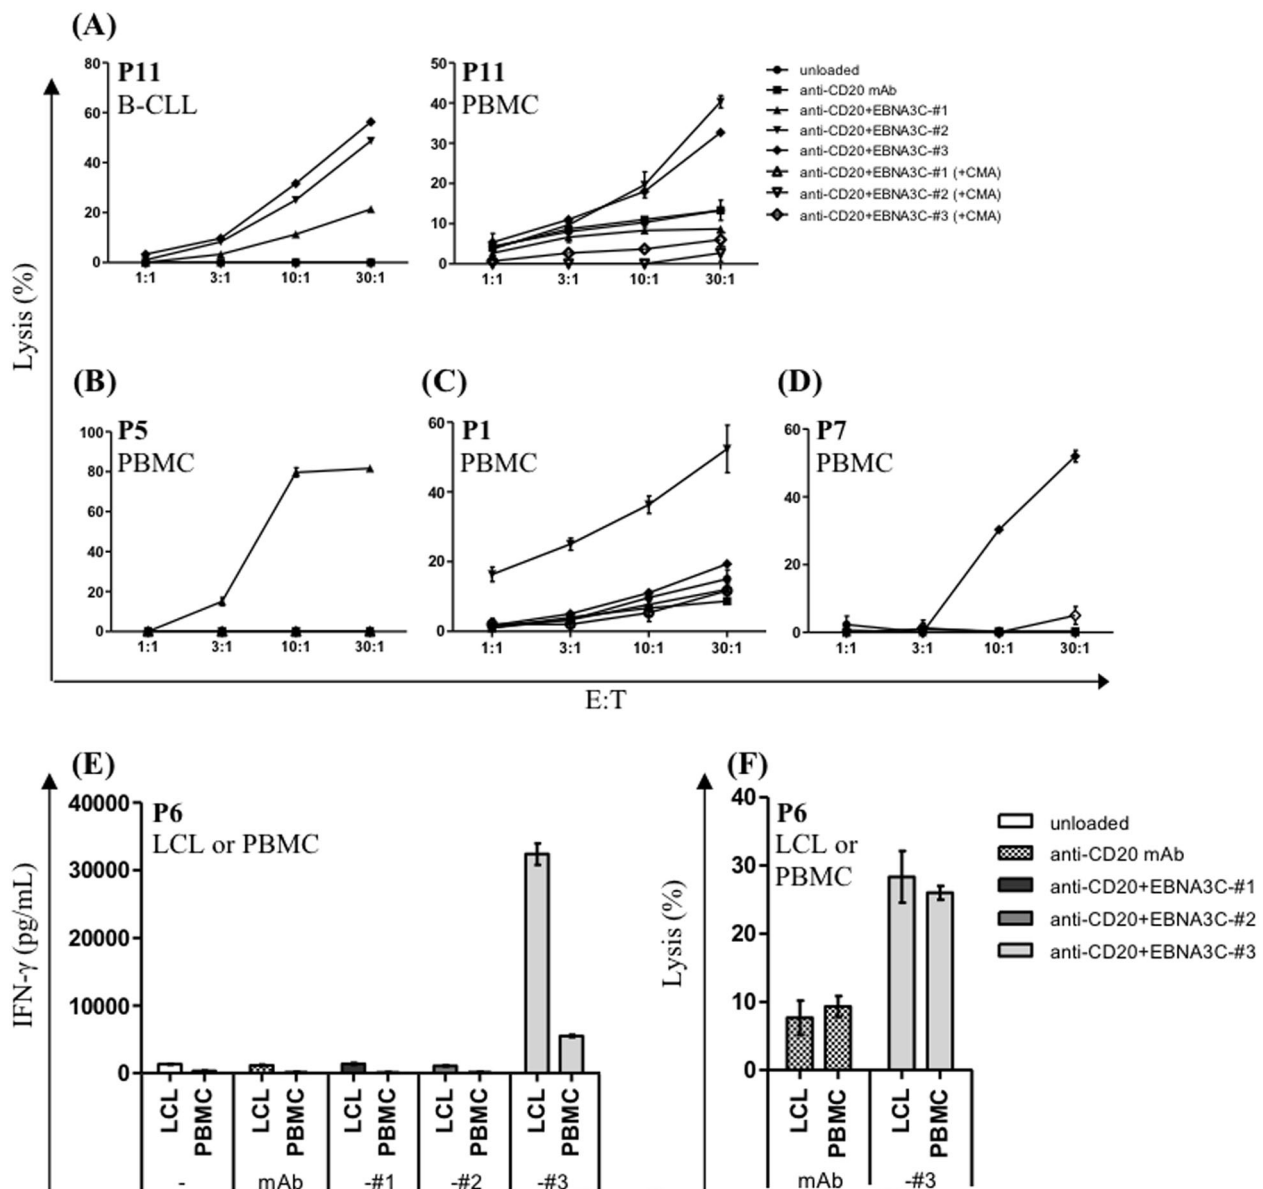 (A)
P11
B-CLL
80
60
40
20
0
1:1 3:1 10:1 30:1
P11
PBMC
50
40
30
20
10
0
1:1 3:1 10:1 30:1
unloaded
anti-CD20 mAb
anti-CD20+EBNA3C-#1
anti-CD20+EBNA3C-#2
anti-CD20+EBNA3C-#3
anti-CD20+EBNA3C-#1 (+CMA)
anti-CD20+EBNA3C-#2 (+CMA)
anti-CD20+EBNA3C-#3 (+CMA)
Lysis (%)
(B)
P5
PBMC
100
80
60
40
20
0
1:1 3:1 10:1 30:1
(C)
P1
PBMC
60
40
20
0
1:1 3:1 10:1 30:1
(D)
P7
PBMC
60
40
20
0
1:1 3:1 10:1 30:1
E:T
(E)
P6
LCL or PBMC
IFN-γ (pg/mL)
40000
30000
20000
10000
0
LCL PBMC LCL PBMC LCL PBMC LCL PBMC LCL PBMC
- mAb -#1 -#2 -#3
(F)
P6
LCL or
PBMC
Lysis (%)
40
30
20
10
0
LCL PBMC LCL PBMC
mAb -#3
unloaded
anti-CD20 mAb
anti-CD20+EBNA3C-#1
anti-CD20+EBNA3C-#2
anti-CD20+EBNA3C-#3